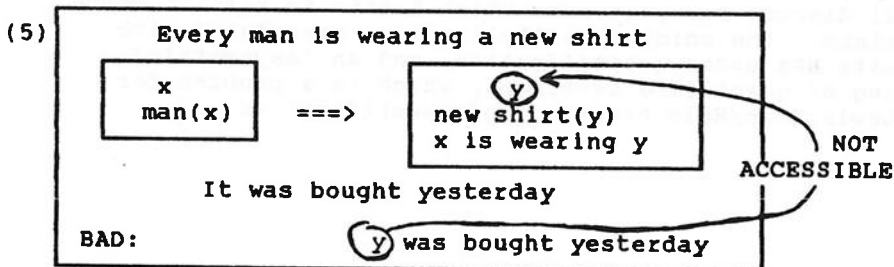 (5) Every man is wearing a new shirt
x y
man(x) ===> new shirt(y)
x is wearing y
NOT
ACCESSIBLE
It was bought yesterday
BAD: y was bought yesterday